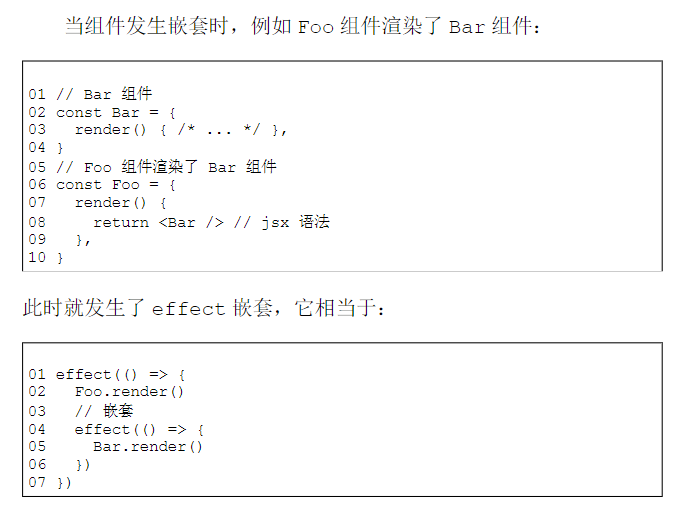 当组件发生嵌套时，例如 Foo 组件渲染了 Bar 组件：
01 // Bar 组件
02 const Bar = {
03   render() { /* ... */ },
04 }
05 // Foo 组件渲染了 Bar 组件
06 const Foo = {
07   render() {
08     return <Bar /> // jsx 语法
09   },
10 }
此时就发生了 effect 嵌套，它相当于：
01 effect(() => {
02   Foo.render()
03   // 嵌套
04   effect(() => {
05     Bar.render()
06   })
07 })